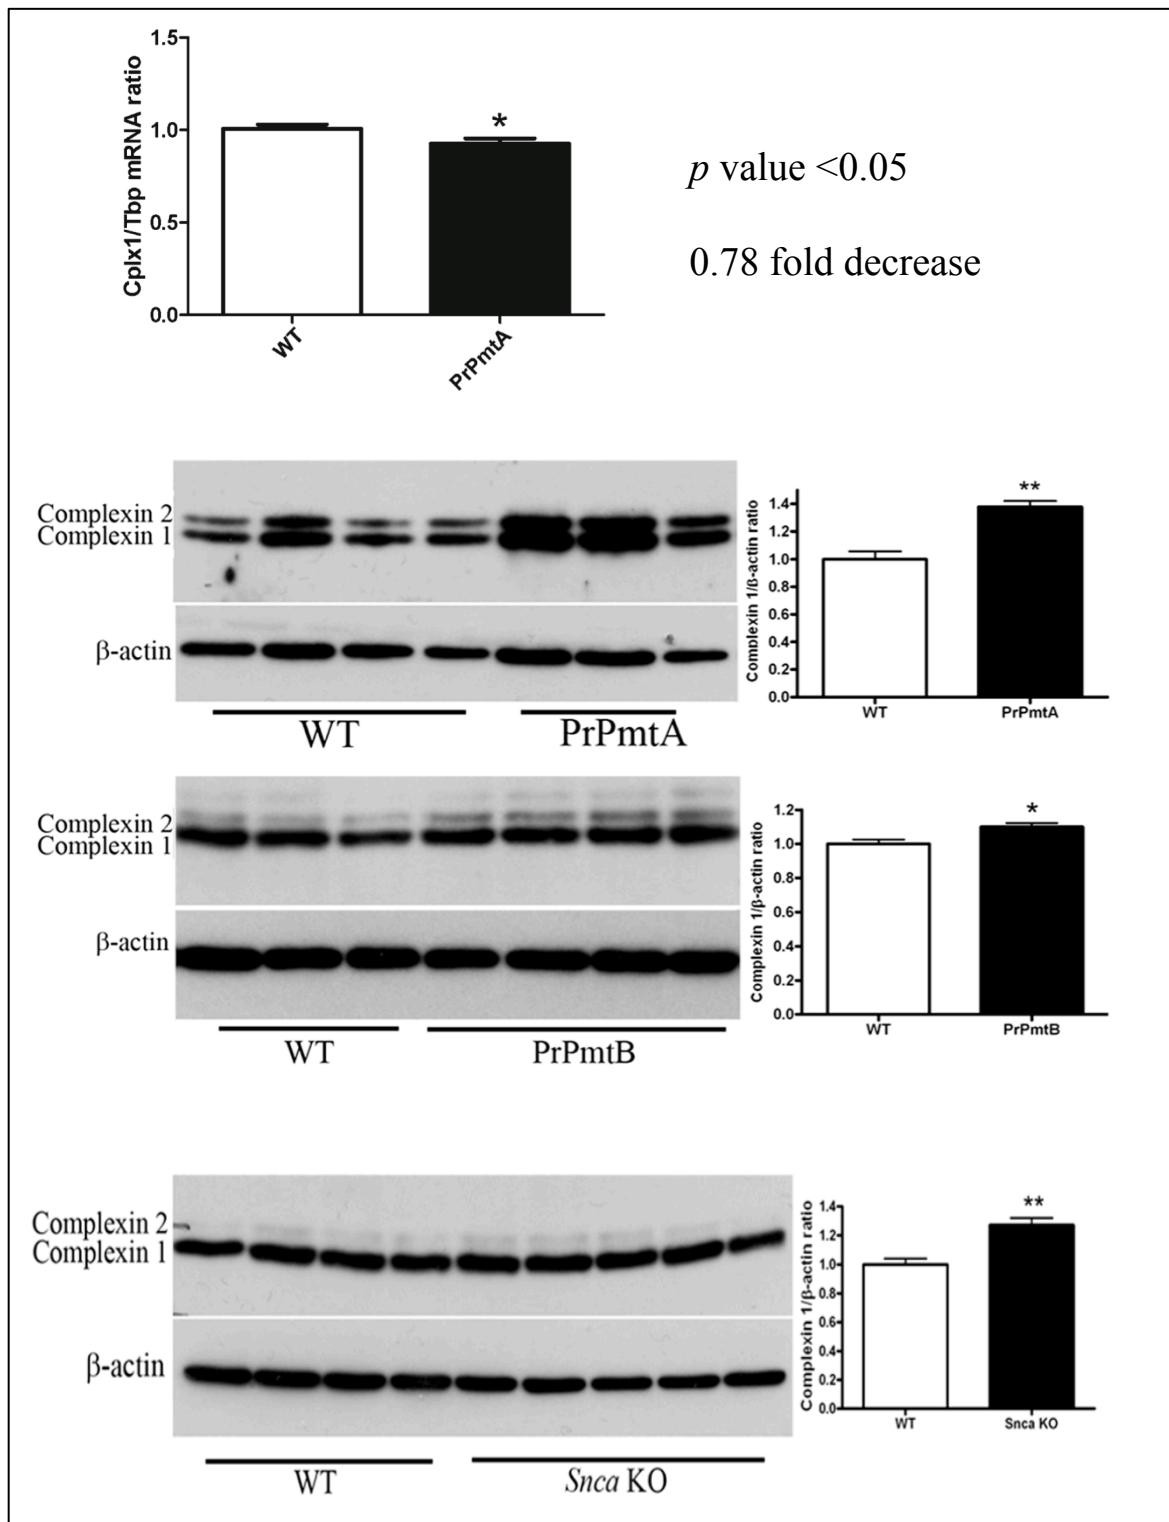 1.5
1.0
0.5
0.0
Cplx1/Tbp mRNA ratio
*
WT
PrPmtA
p value <0.05
0.78 fold decrease
Complexin 2
Complexin 1
β-actin
WT
PrPmtA
Complexin 1/ß-actin ratio
1.4
1.2
1.0
0.8
0.6
0.4
0.2
0.0
**
WT
PrPmtA
Complexin 2
Complexin 1
β-actin
WT
PrPmtB
Complexin 1/β-actin ratio
1.2
1.0
0.8
0.6
0.4
0.2
0.0
*
WT
PrPmtB
Complexin 2
Complexin 1
β-actin
WT
Snca KO
Complexin 1/β-actin ratio
1.4
1.2
1.0
0.8
0.6
0.4
0.2
0.0
**
WT
Snca KO